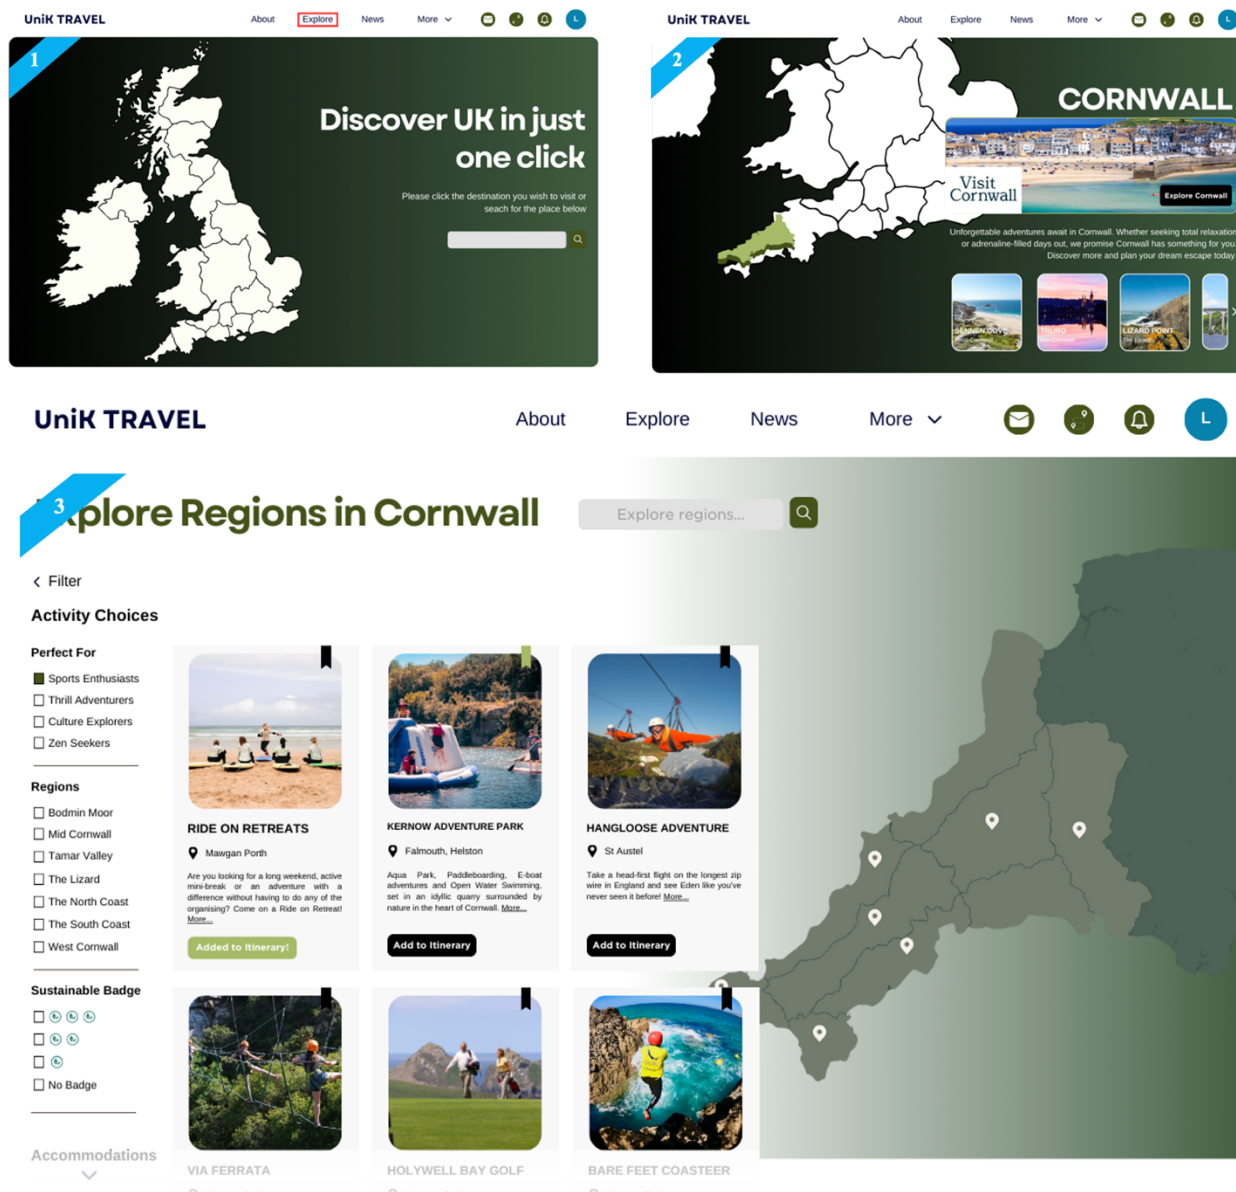 UniK TRAVEL
About
Explore
News
More
L
1
Discover UK in just
one click
Please click the destination you wish to visit or
seach for the place below
UniK TRAVEL
About
Explore
News
More
L
2
CORNWALL
Visit
Cornwall
Explore Cornwall
Unforgettable adventures await in Cornwall. Whether seeking total relaxation
or adrenaline-filled days out, we promise Cornwall has something for you.
Discover more and plan your dream escape today.
SENNEN COVE
West Cornwall
TRURO
Mid Cornwall
LIZARD POINT
The Lizard
UniK TRAVEL
About
Explore
News
More
L
3
xplore Regions in Cornwall
Explore regions...
Filter
Activity Choices
Perfect For
Sports Enthusiasts
Thrill Adventurers
Culture Explorers
Zen Seekers
Regions
Bodmin Moor
Mid Cornwall
Tamar Valley
The Lizard
The North Coast
The South Coast
West Cornwall
Sustainable Badge
No Badge
Accommodations
RIDE ON RETREATS
Mawgan Porth
Are you looking for a long weekend, active
mini-break or an adventure with a
difference without having to do any of the
organising? Come on a Ride on Retreat!
More...
Added to Itinerary!
KERNOW ADVENTURE PARK
Falmouth, Helston
Aqua Park, Paddleboarding, E-boat
adventures and Open Water Swimming,
set in an idyllic quarry surrounded by
nature in the heart of Cornwall. More...
Add to Itinerary
HANGLOOSE ADVENTURE
St Austel
Take a head-first flight on the longest zip
wire in England and see Eden like you've
never seen it before! More...
Add to Itinerary
VIA FERRATA
HOLYWELL BAY GOLF
BARE FEET COASTEER